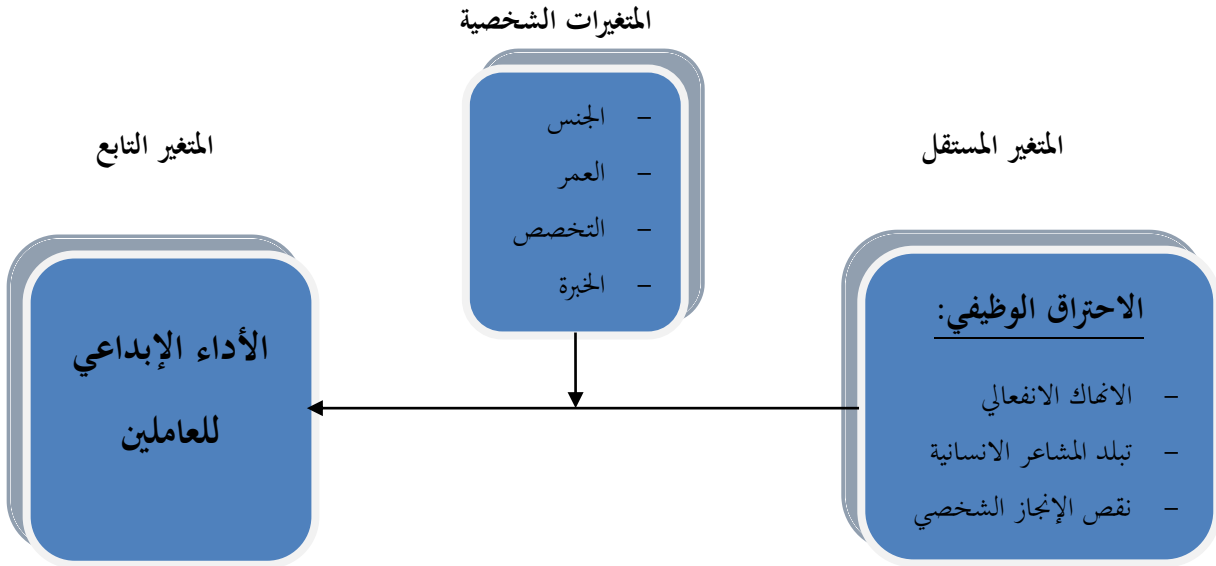 المتغيرات الشخصية
- الجنس
- العمر
- التخصص
- الخبرة
المتغير المستقل
الاحتراق الوظيفي:
- الانهاك الانفعالي
- تبلد المشاعر الانسانية
- نقص الإنجاز الشخصي
المتغير التابع
الأداء الإبداعي
للعاملين